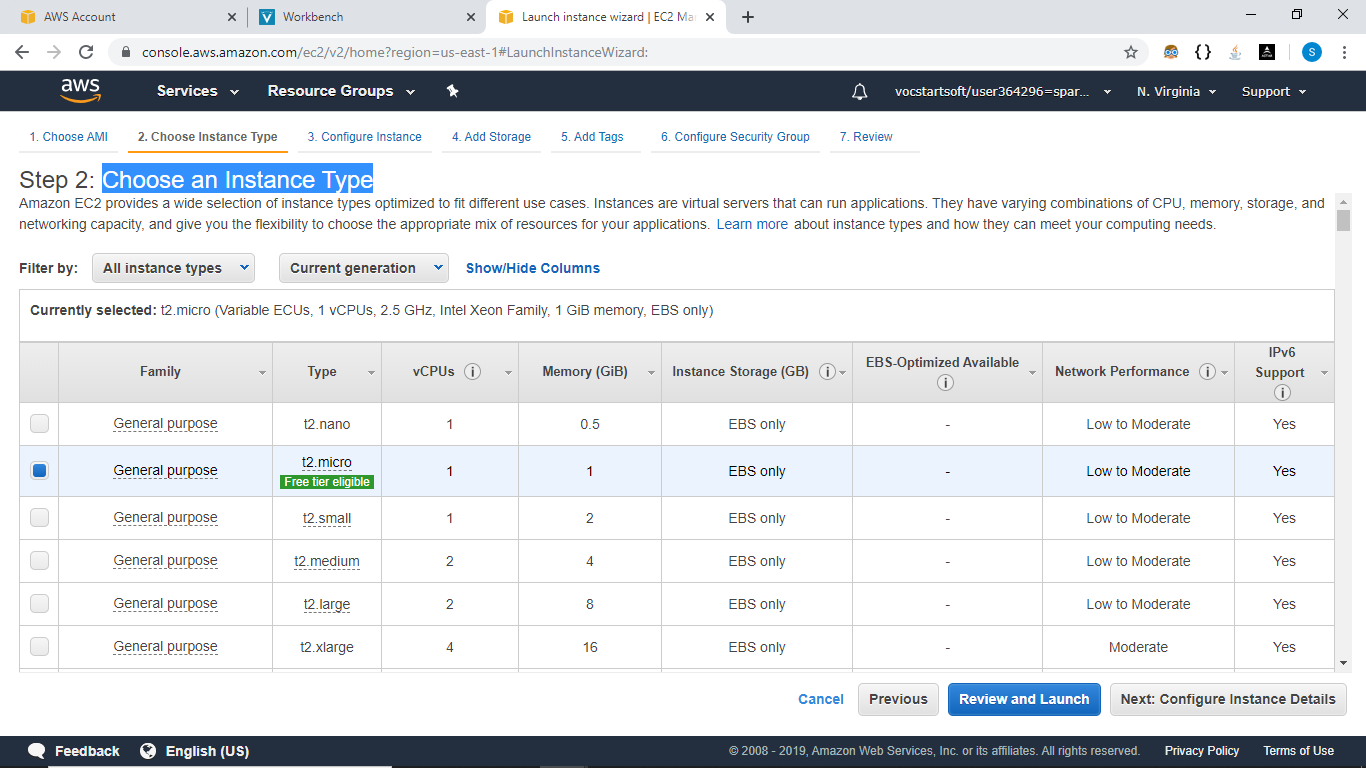 AWS Account
Workbench
Launch instance wizard | EC2 Ma
console.aws.amazon.com/ec2/v2/home?region=us-east-1#LaunchInstanceWizard:
S
aws Services Resource Groups vocstartsoft/user364296=spar... N. Virginia Support
1. Choose AMI 2. Choose Instance Type 3. Configure Instance 4. Add Storage 5. Add Tags 6. Configure Security Group 7. Review
Step 2: Choose an Instance Type
Amazon EC2 provides a wide selection of instance types optimized to fit different use cases. Instances are virtual servers that can run applications. They have varying combinations of CPU, memory, storage, and
networking capacity, and give you the flexibility to choose the appropriate mix of resources for your applications. Learn more about instance types and how they can meet your computing needs.
Filter by: All instance types Current generation Show/Hide Columns
Currently selected: t2.micro (Variable ECUs, 1 vCPUs, 2.5 GHz, Intel Xeon Family, 1 GiB memory, EBS only)
Family Type vCPUs Memory (GiB) Instance Storage (GB) EBS-Optimized Available Network Performance IPv6 Support
General purpose t2.nano 1 0.5 EBS only - Low to Moderate Yes
General purpose t2.micro 1 1 EBS only - Low to Moderate Yes
Free tier eligible
General purpose t2.small 1 2 EBS only - Low to Moderate Yes
General purpose t2.medium 2 4 EBS only - Low to Moderate Yes
General purpose t2.large 2 8 EBS only - Low to Moderate Yes
General purpose t2.xlarge 4 16 EBS only - Moderate Yes
Cancel Previous Review and Launch Next: Configure Instance Details
Feedback English (US) © 2008 - 2019, Amazon Web Services, Inc. or its affiliates. All rights reserved. Privacy Policy Terms of Use